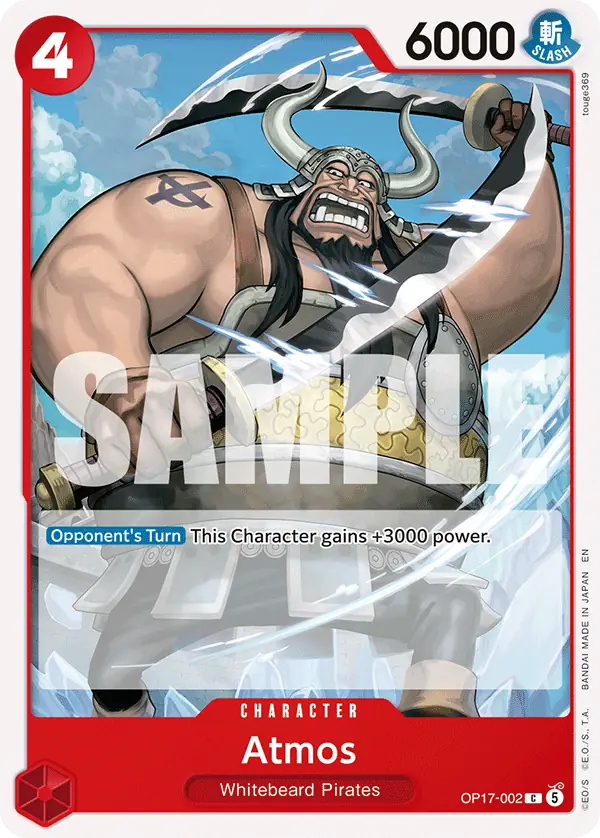 4
6000
斬
SLASH
touge369
SAMPLE
Opponent's Turn This Character gains +3000 power.
CHARACTER
Atmos
Whitebeard Pirates
OP17-002 C 5
©EO/S ©E.O./S., T.A. BANDAI MADE IN JAPAN EN